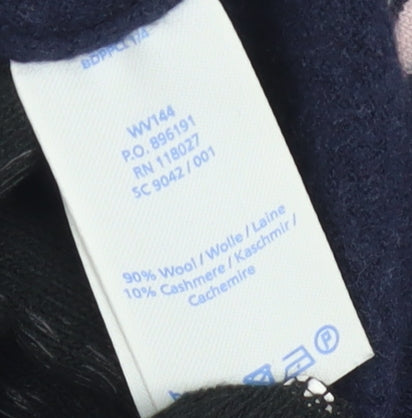 WV144
P.O. 896191
RN 118027
SC 9042 / 001
90% Wool / Wolle / Laine
10% Cashmere / Kaschmir /
Cachemire
P